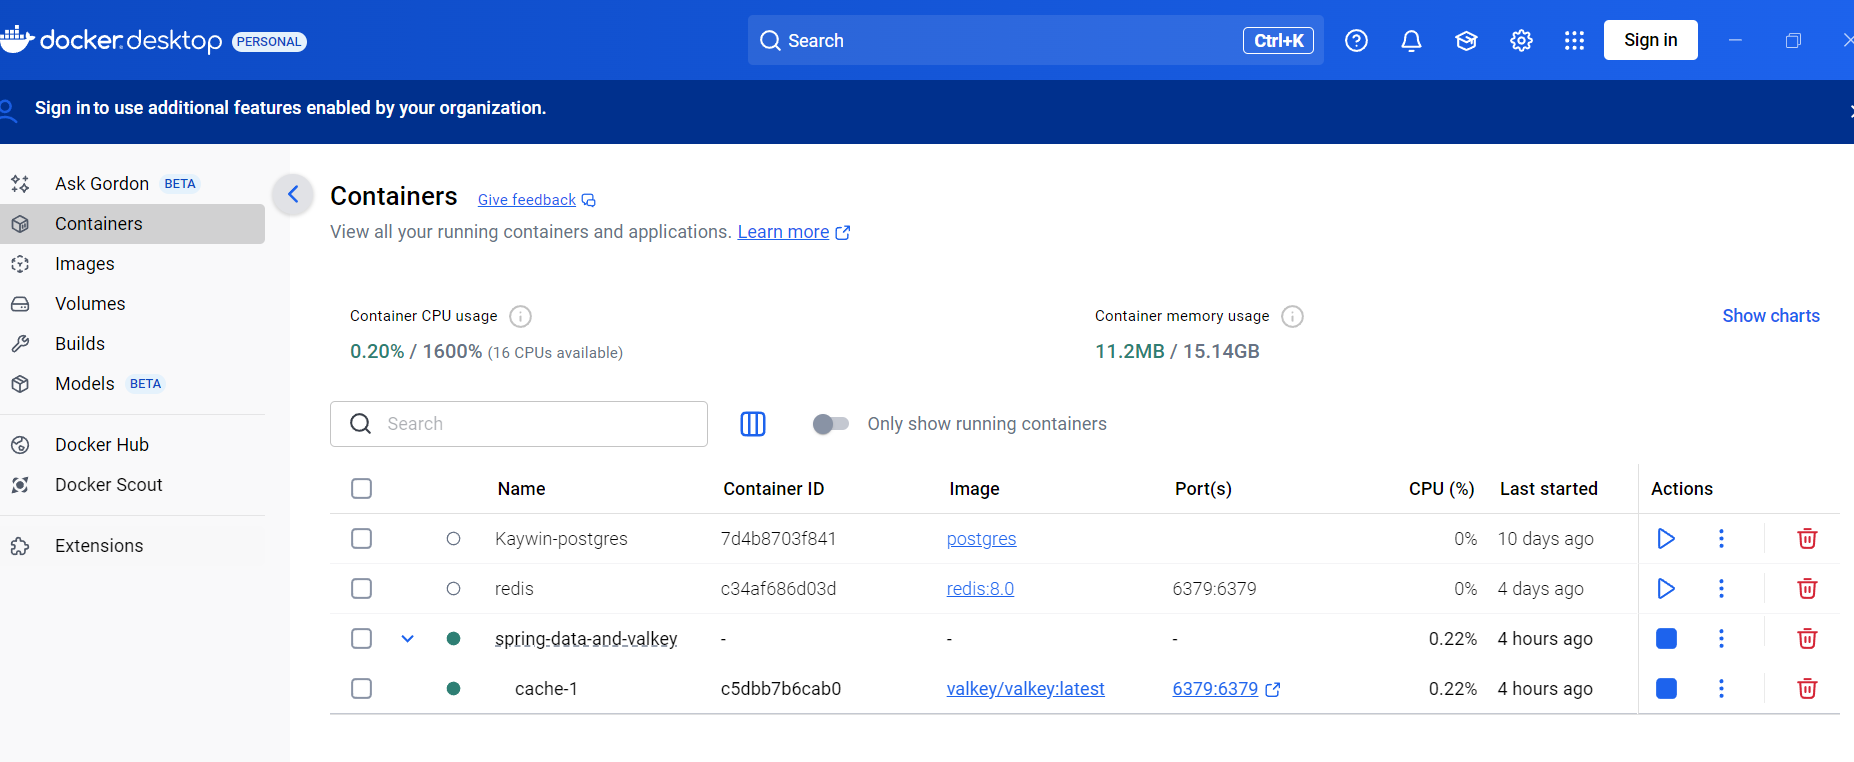 docker.desktop PERSONAL
Search
Ctrl+K
Sign in
Sign in to use additional features enabled by your organization.
Ask Gordon BETA
Containers
Images
Volumes
Builds
Models BETA
Docker Hub
Docker Scout
Extensions
Containers Give feedback
View all your running containers and applications. Learn more
Container CPU usage
0.20% / 1600% (16 CPUs available)
Container memory usage
11.2MB / 15.14GB
Show charts
Search
Only show running containers
Name Container ID Image Port(s) CPU (%) Last started Actions
Kaywin-postgres 7d4b8703f841 postgres 0% 10 days ago
redis c34af686d03d redis:8.0 6379:6379 0% 4 days ago
spring-data-and-valkey - - - 0.22% 4 hours ago
cache-1 c5dbb7b6cab0 valkey/valkey:latest 6379:6379 0.22% 4 hours ago